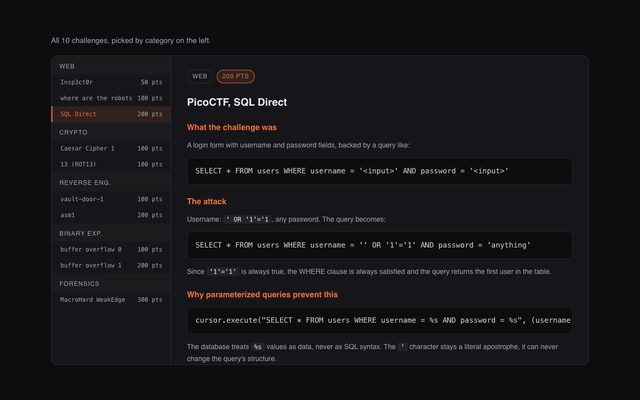 All 10 challenges, picked by category on the left.
WEB
Insp3ct0r 50 pts
where are the robots 100 pts
SQL Direct 200 pts
CRYPTO
Caesar Cipher 1 100 pts
13 (ROT13) 100 pts
REVERSE ENG.
vault-door-1 100 pts
asm1 200 pts
BINARY EXP.
buffer overflow 0 100 pts
buffer overflow 1 200 pts
FORENSICS
MacroHard WeakEdge 300 pts
WEB 200 PTS
PicoCTF, SQL Direct
What the challenge was
A login form with username and password fields, backed by a query like:
SELECT * FROM users WHERE username = '<input>' AND password = '<input>'
The attack
Username: ' OR '1'='1, any password. The query becomes:
SELECT * FROM users WHERE username = '' OR '1'='1' AND password = 'anything'
Since '1'='1' is always true, the WHERE clause is always satisfied and the query returns the first user in the table.
Why parameterized queries prevent this
cursor.execute("SELECT * FROM users WHERE username = %s AND password = %s", (username
The database treats %s values as data, never as SQL syntax. The ' character stays a literal apostrophe, it can never
change the query's structure.